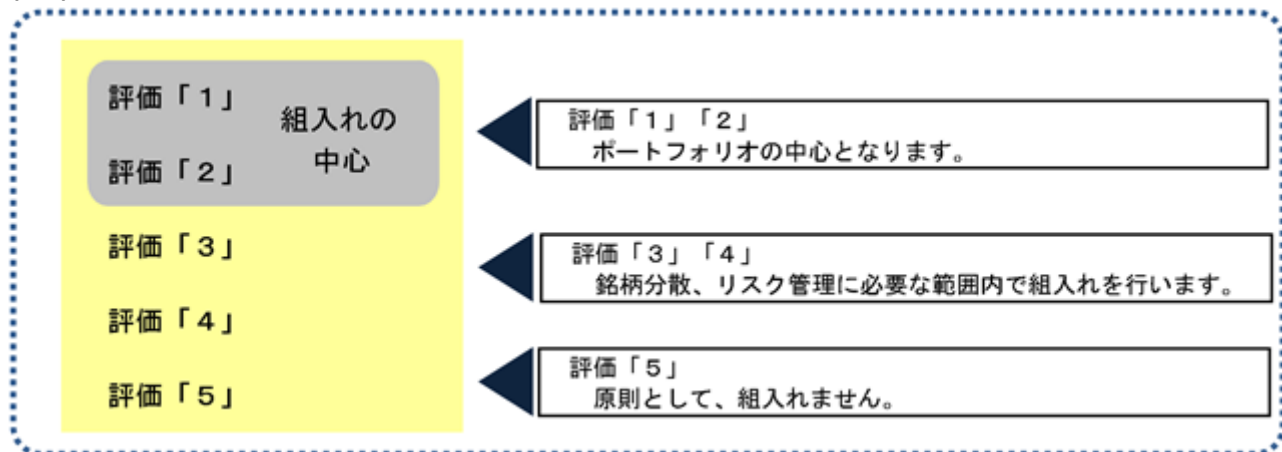 評価「１」
組入れの
中心
評価「２」
評価「３」
評価「４」
評価「５」
評価「１」「２」
ポートフォリオの中心となります。
評価「３」「４」
銘柄分散、リスク管理に必要な範囲内で組入れを行います。
評価「５」
原則として、組入れません。